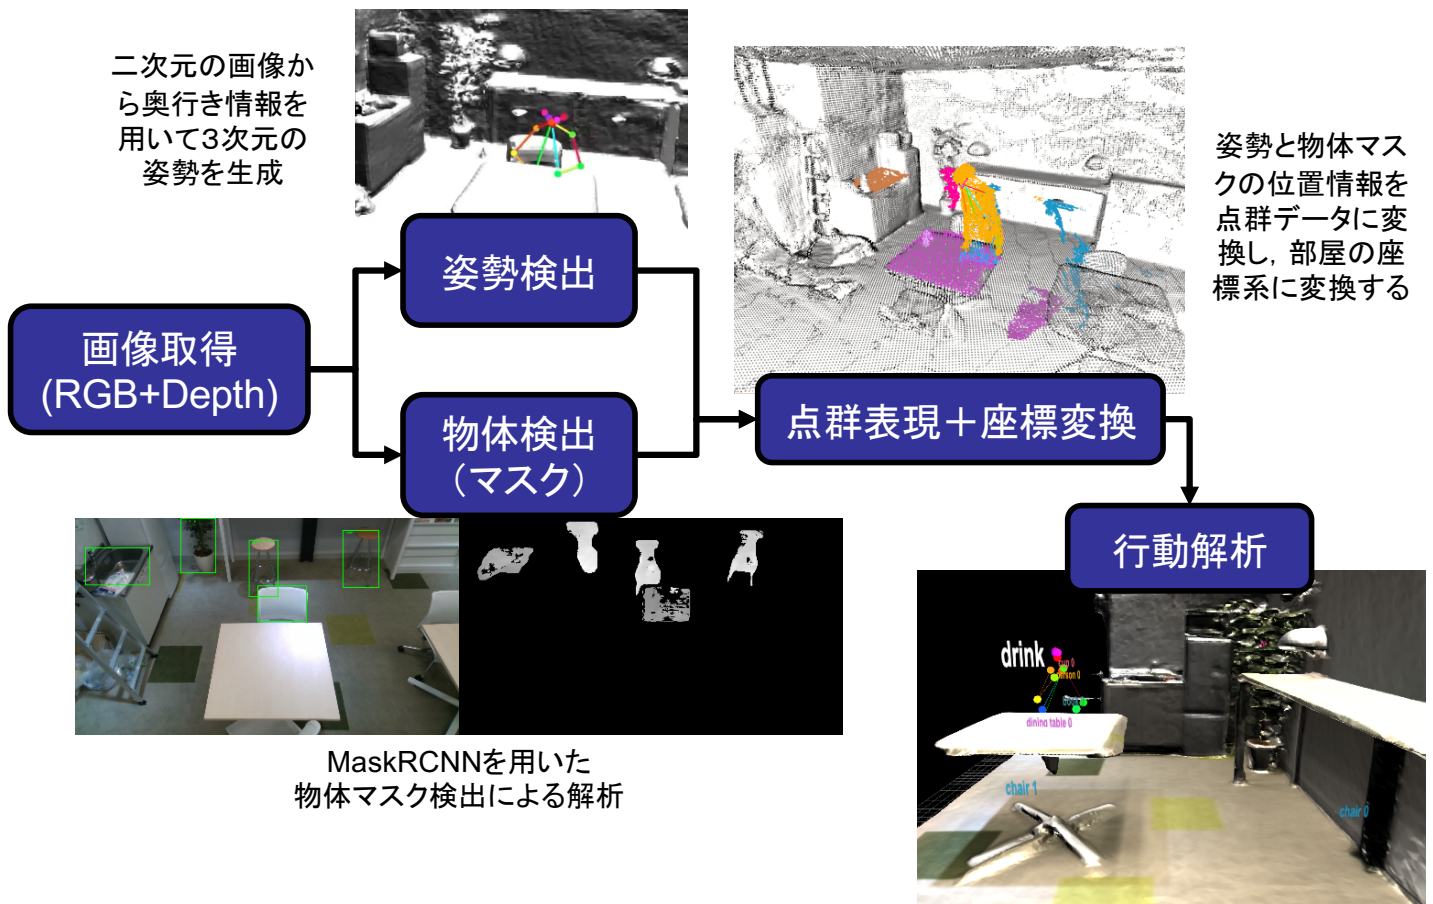 二次元の画像か
ら奥行き情報を
用いて3次元の
姿勢を生成
姿勢検出
画像取得
(RGB+Depth)
物体検出
（マスク）
MaskRCNNを用いた
物体マスク検出による解析
姿勢と物体マス
クの位置情報を
点群データに変
換し，部屋の座
標系に変換する
点群表現＋座標変換
行動解析
drink
cup 0
person 0
dining table 0
chair 1
chair 0